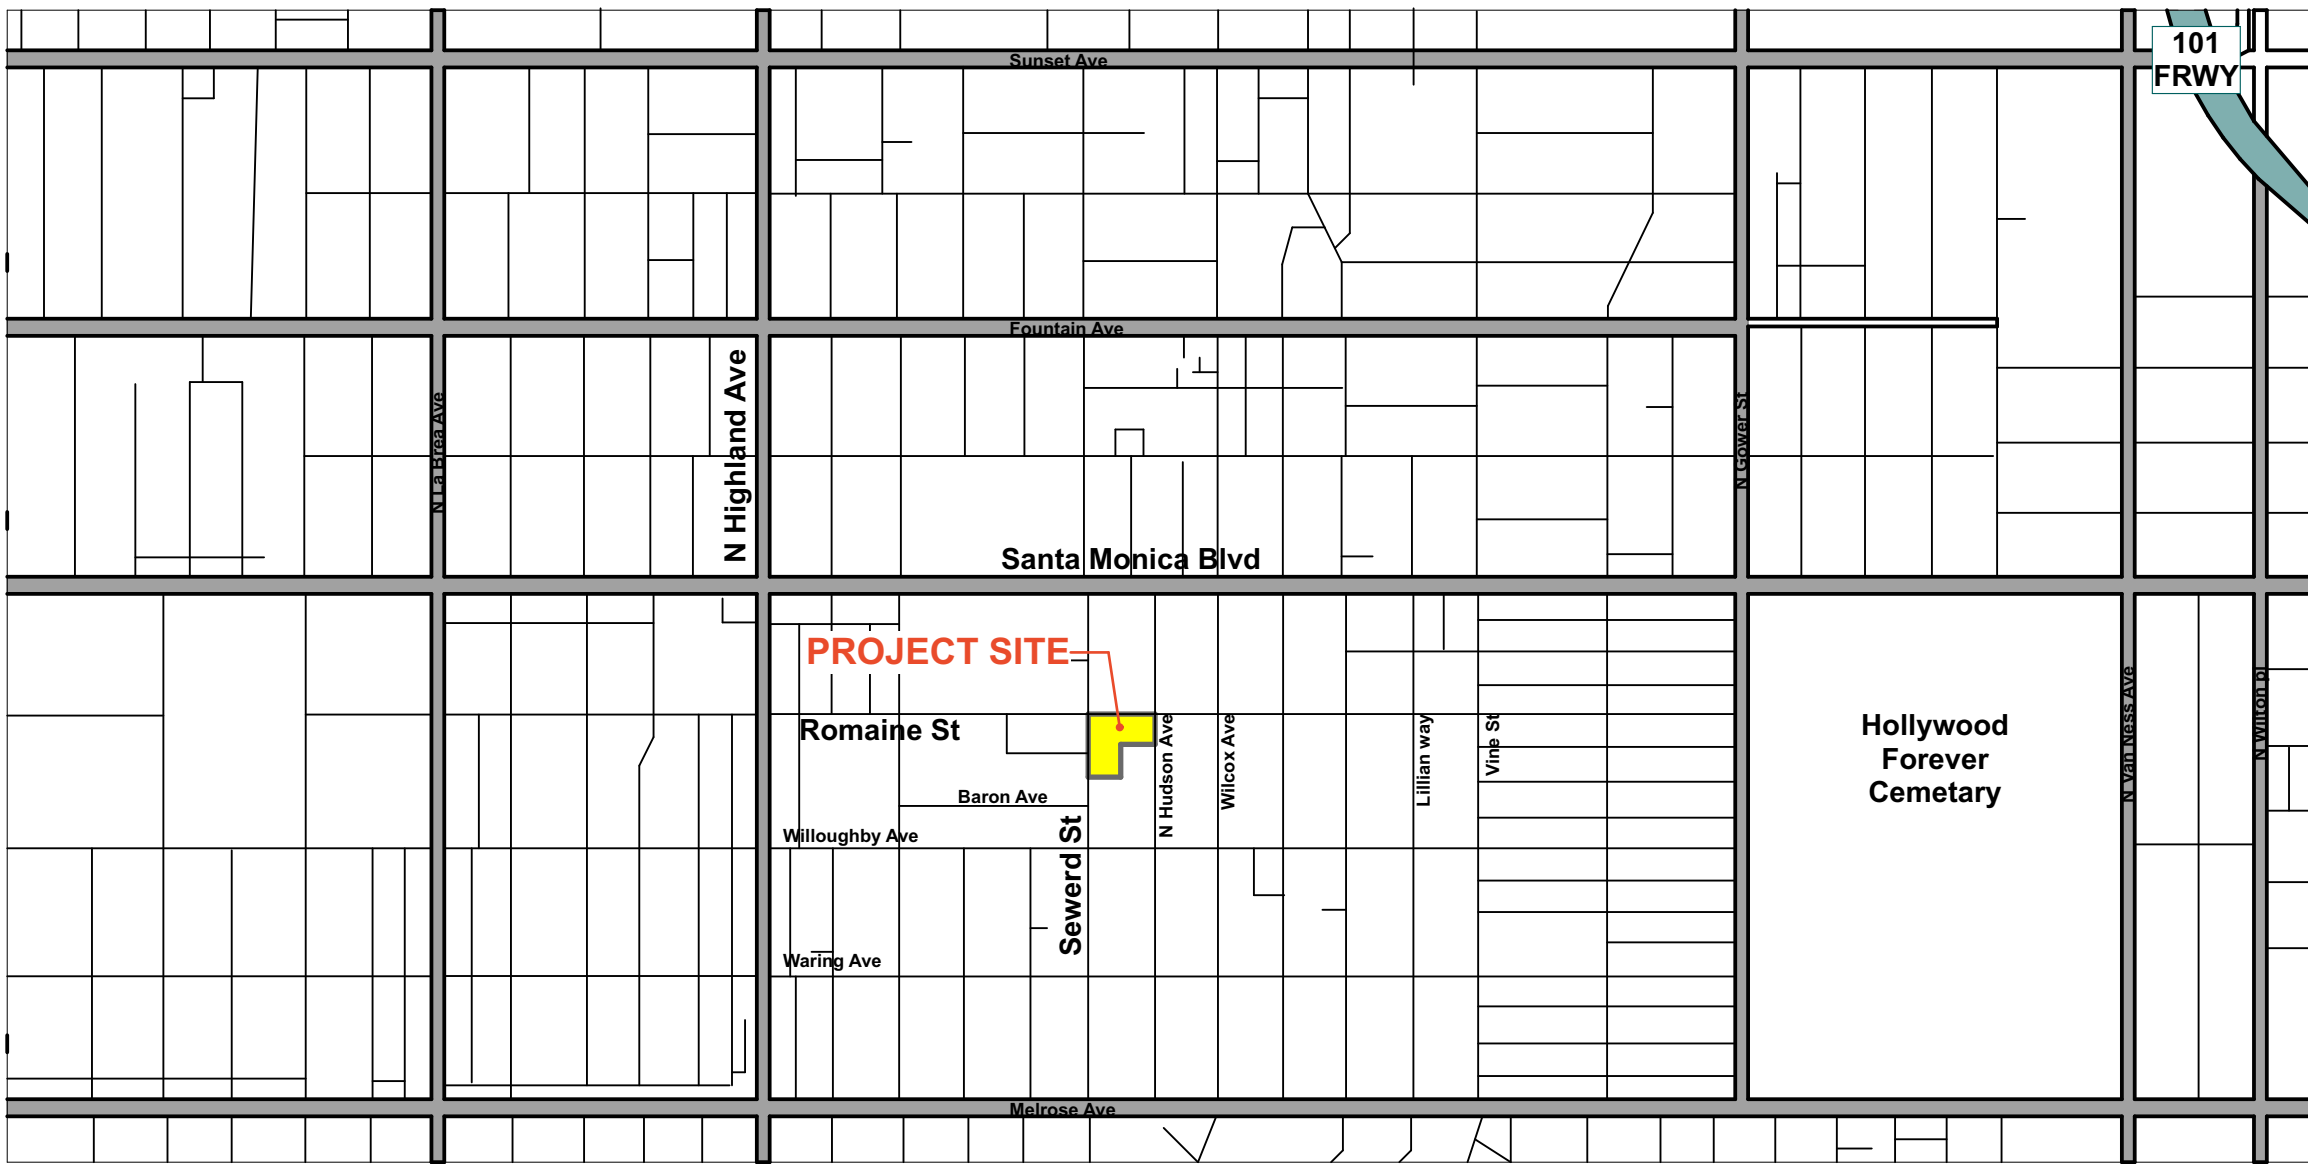 101
FRWY
Sunset Ave
Fountain Ave
N La Brea Ave
N Highland Ave
N Gower St
Santa Monica Blvd
PROJECT SITE
Romaine St
N Hudson Ave
Wilcox Ave
Lillian way
Vine St
Hollywood
Forever
Cemetary
N Van Ness Ave
N Wilton pl
Baron Ave
Willoughby Ave
Sewerd St
Waring Ave
Melrose Ave